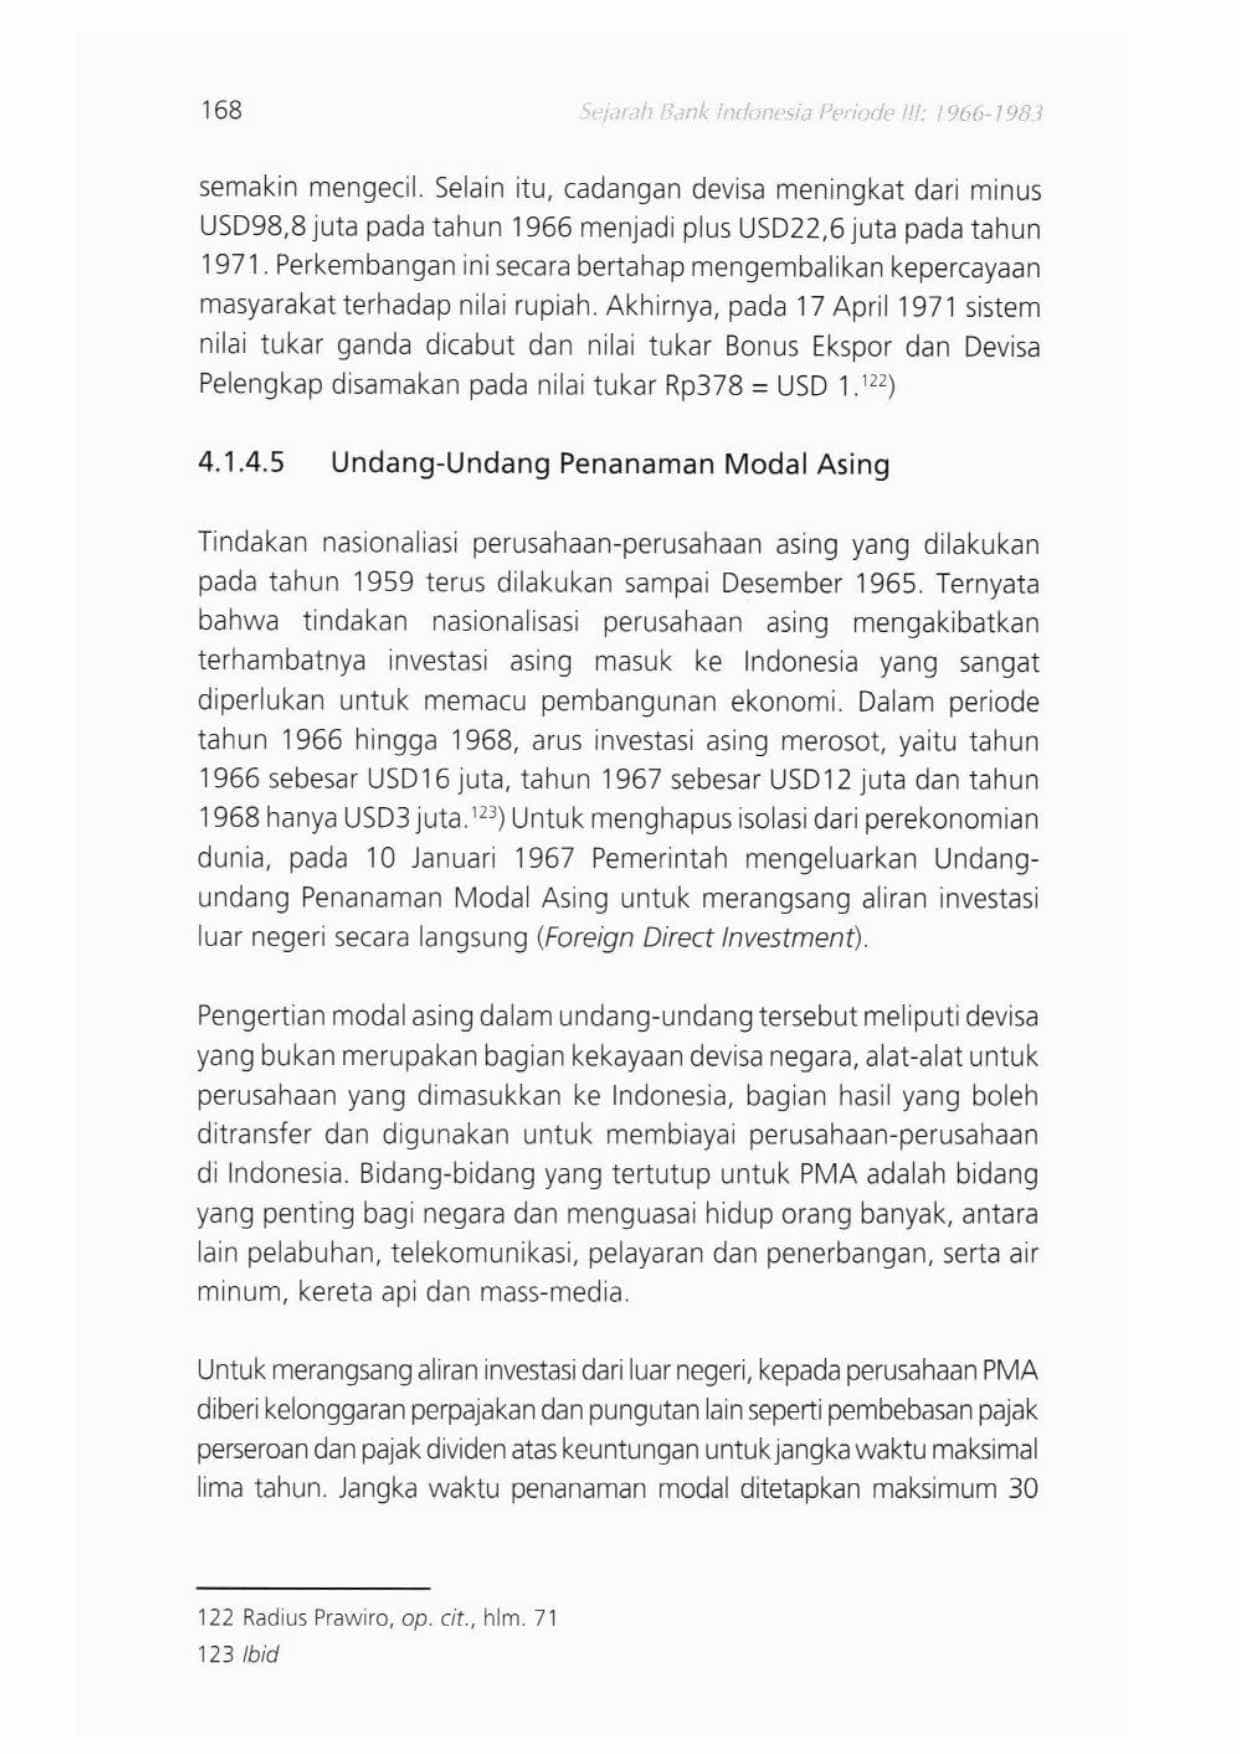 168
Sejarah Bank Indonesia Periode III: 1966-1983
semakin mengecil. Selain itu, cadangan devisa meningkat dari minus
USD98,8 juta pada tahun 1966 menjadi plus USD22,6 juta pada tahun
1971. Perkembangan ini secara bertahap mengembalikan kepercayaan
masyarakat terhadap nilai rupiah. Akhirnya, pada 17 April 1971 sistem
nilai tukar ganda dicabut dan nilai tukar Bonus Ekspor dan Devisa
Pelengkap disamakan pada nilai tukar Rp378 = USD 1.¹²²)
4.1.4.5 Undang-Undang Penanaman Modal Asing
Tindakan nasionaliasi perusahaan-perusahaan asing yang dilakukan
pada tahun 1959 terus dilakukan sampai Desember 1965. Ternyata
bahwa tindakan nasionalisasi perusahaan asing mengakibatkan
terhambatnya investasi asing masuk ke Indonesia yang sangat
diperlukan untuk memacu pembangunan ekonomi. Dalam periode
tahun 1966 hingga 1968, arus investasi asing merosot, yaitu tahun
1966 sebesar USD16 juta, tahun 1967 sebesar USD12 juta dan tahun
1968 hanya USD3 juta.¹²³) Untuk menghapus isolasi dari perekonomian
dunia, pada 10 Januari 1967 Pemerintah mengeluarkan Undang-
undang Penanaman Modal Asing untuk merangsang aliran investasi
luar negeri secara langsung (Foreign Direct Investment).
Pengertian modal asing dalam undang-undang tersebut meliputi devisa
yang bukan merupakan bagian kekayaan devisa negara, alat-alat untuk
perusahaan yang dimasukkan ke Indonesia, bagian hasil yang boleh
ditransfer dan digunakan untuk membiayai perusahaan-perusahaan
di Indonesia. Bidang-bidang yang tertutup untuk PMA adalah bidang
yang penting bagi negara dan menguasai hidup orang banyak, antara
lain pelabuhan, telekomunikasi, pelayaran dan penerbangan, serta air
minum, kereta api dan mass-media.
Untuk merangsang aliran investasi dari luar negeri, kepada perusahaan PMA
diberi kelonggaran perpajakan dan pungutan lain seperti pembebasan pajak
perseroan dan pajak dividen atas keuntungan untuk jangka waktu maksimal
lima tahun. Jangka waktu penanaman modal ditetapkan maksimum 30
122 Radius Prawiro, op. cit., hlm. 71
123 Ibid